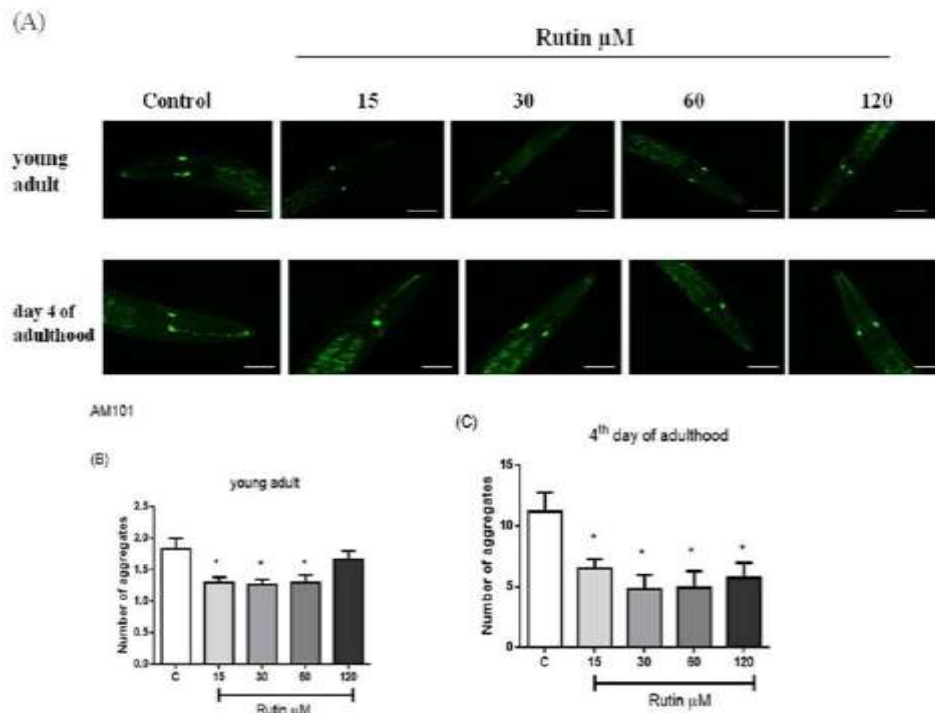 (A)
Rutin µM
Control 15 30 60 120
young
adult
day 4 of
adulthood
AM101
(B)
young adult
Number of aggregates
2.5
2.0
1.5
1.0
0.5
0.0
* * *
C 15 30 60 120
Rutin µM
(C)
4th day of adulthood
Number of aggregates
15
10
5
0
* * * *
C 15 30 60 120
Rutin µM